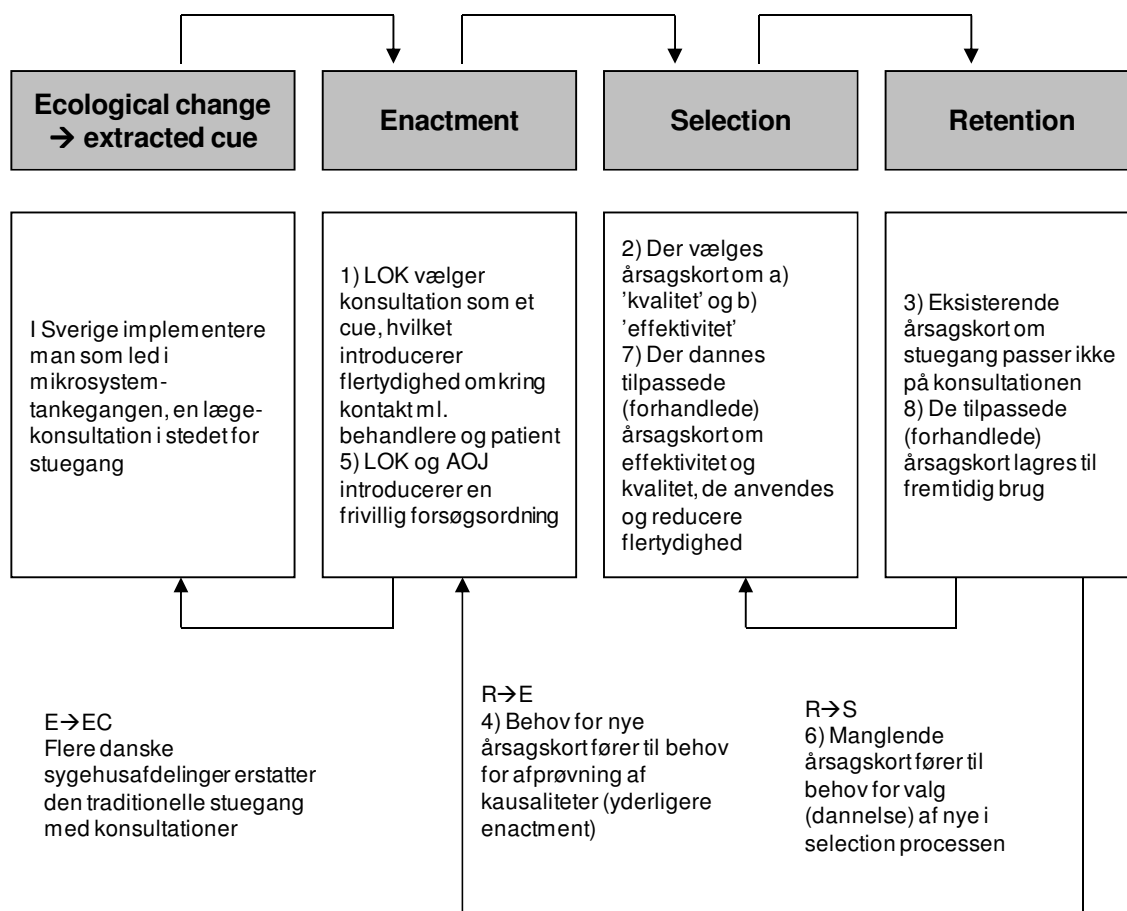 Ecological change
→ extracted cue
Enactment
Selection
Retention
I Sverige implementere
man som led i
mikrosystem-
tankegangen, en læge-
konsultation i stedet for
stuegang
1) LOK vælger
konsultation som et
cue, hvilket
introducerer
flertydighed omkring
kontakt ml.
behandlere og patient
5) LOK og AOJ
introducerer en
frivillig forsøgsordning
2) Der vælges
årsagskort om a)
’kvalitet’ og b)
’effektivitet’
7) Der dannes
tilpassede
(forhandlede)
årsagskort om
effektivitet og
kvalitet, de anvendes
og reducere
flertydighed
3) Eksisterende
årsagskort om
stuegang passer ikke
på konsultationen
8) De tilpassede
(forhandlede)
årsagskort lagres til
fremtidig brug
E→EC
Flere danske
sygehusafdelinger erstatter
den traditionelle stuegang
med konsultationer
R→E
4) Behov for nye
årsagskort fører til behov
for afprøvning af
kausaliteter (yderligere
enactment)
R→S
6) Manglende
årsagskort fører til
behov for valg
(dannelse) af nye i
selection processen